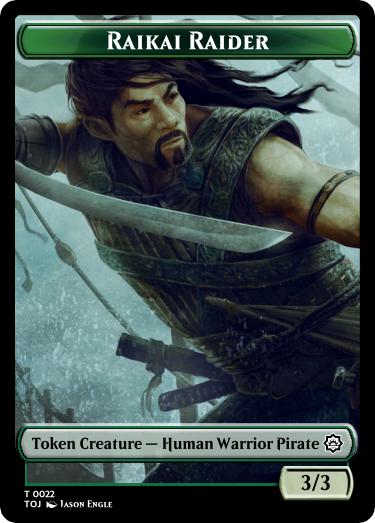 Raikai Raider
Token Creature — Human Warrior Pirate
3/3
T 0022
TOJ Jason Engle